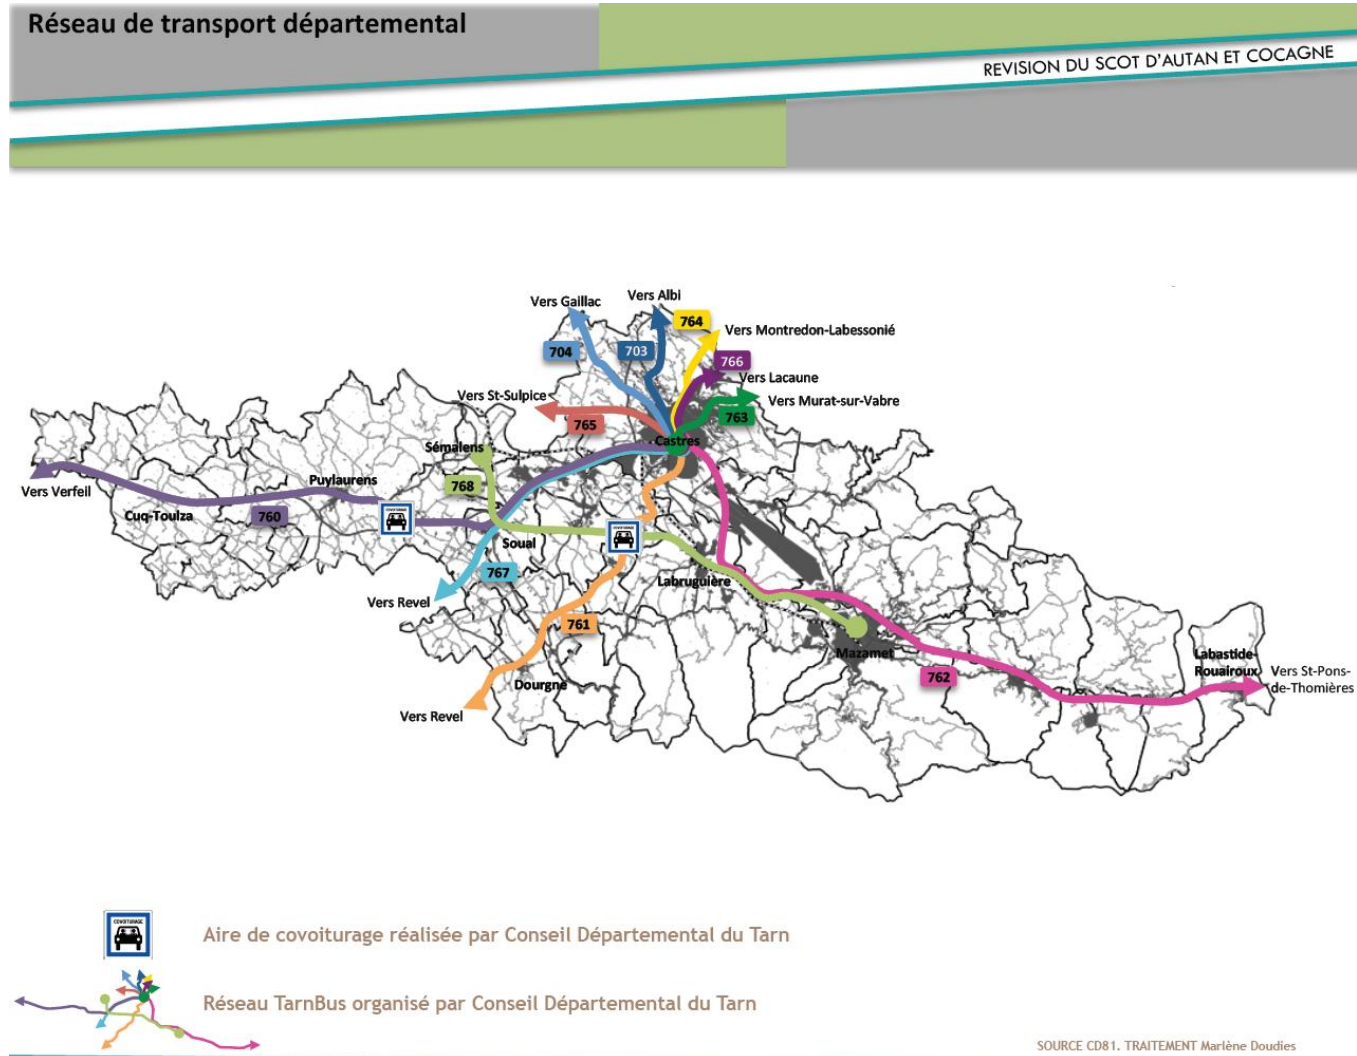 Réseau de transport départemental
REVISION DU SCOT D'AUTAN ET COCAGNE
Vers Gaillac
Vers Albi
764
Vers Montredon-Labessonié
704
703
766
Vers Lacaune
Vers St-Sulpice
Vers Murat-sur-Vabre
765
763
Castres
Sémalens
Puylaurens
768
Vers Verfeil
Cuq-Toulza
760
COVOITURAGE
COVOITURAGE
Soual
767
Labruguière
Vers Revel
761
Mazamet
Labastide-
Rouairoux
762
Vers St-Pons-
de-Thomières
Dourgne
Vers Revel
COVOITURAGE
Aire de covoiturage réalisée par Conseil Départemental du Tarn
Réseau TarnBus organisé par Conseil Départemental du Tarn
SOURCE CD81. TRAITEMENT Marlène Doudies